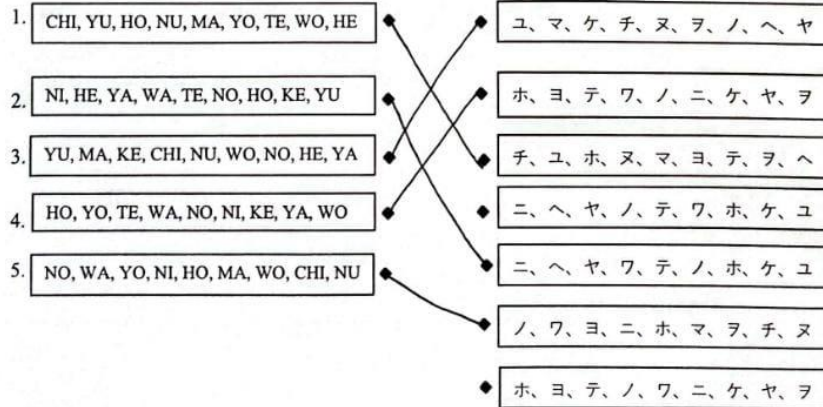 1. CHI, YU, HO, NU, MA, YO, TE, WO, HE
ユ、マ、ケ、チ、ヌ、ヲ、ノ、ヘ、ヤ
2. NI, HE, YA, WA, TE, NO, HO, KE, YU
ホ、ヨ、テ、ワ、ノ、ニ、ケ、ヤ、ヲ
3. YU, MA, KE, CHI, NU, WO, NO, HE, YA
チ、ユ、ホ、ヌ、マ、ヨ、テ、ヲ、ヘ
4. HO, YO, TE, WA, NO, NI, KE, YA, WO
ニ、ヘ、ヤ、ノ、テ、ワ、ホ、ケ、ユ
5. NO, WA, YO, NI, HO, MA, WO, CHI, NU
ニ、ヘ、ヤ、ワ、テ、ノ、ホ、ケ、ユ
ノ、ワ、ヨ、ニ、ホ、マ、ヲ、チ、ヌ
ホ、ヨ、テ、ノ、ワ、ニ、ケ、ヤ、ヲ